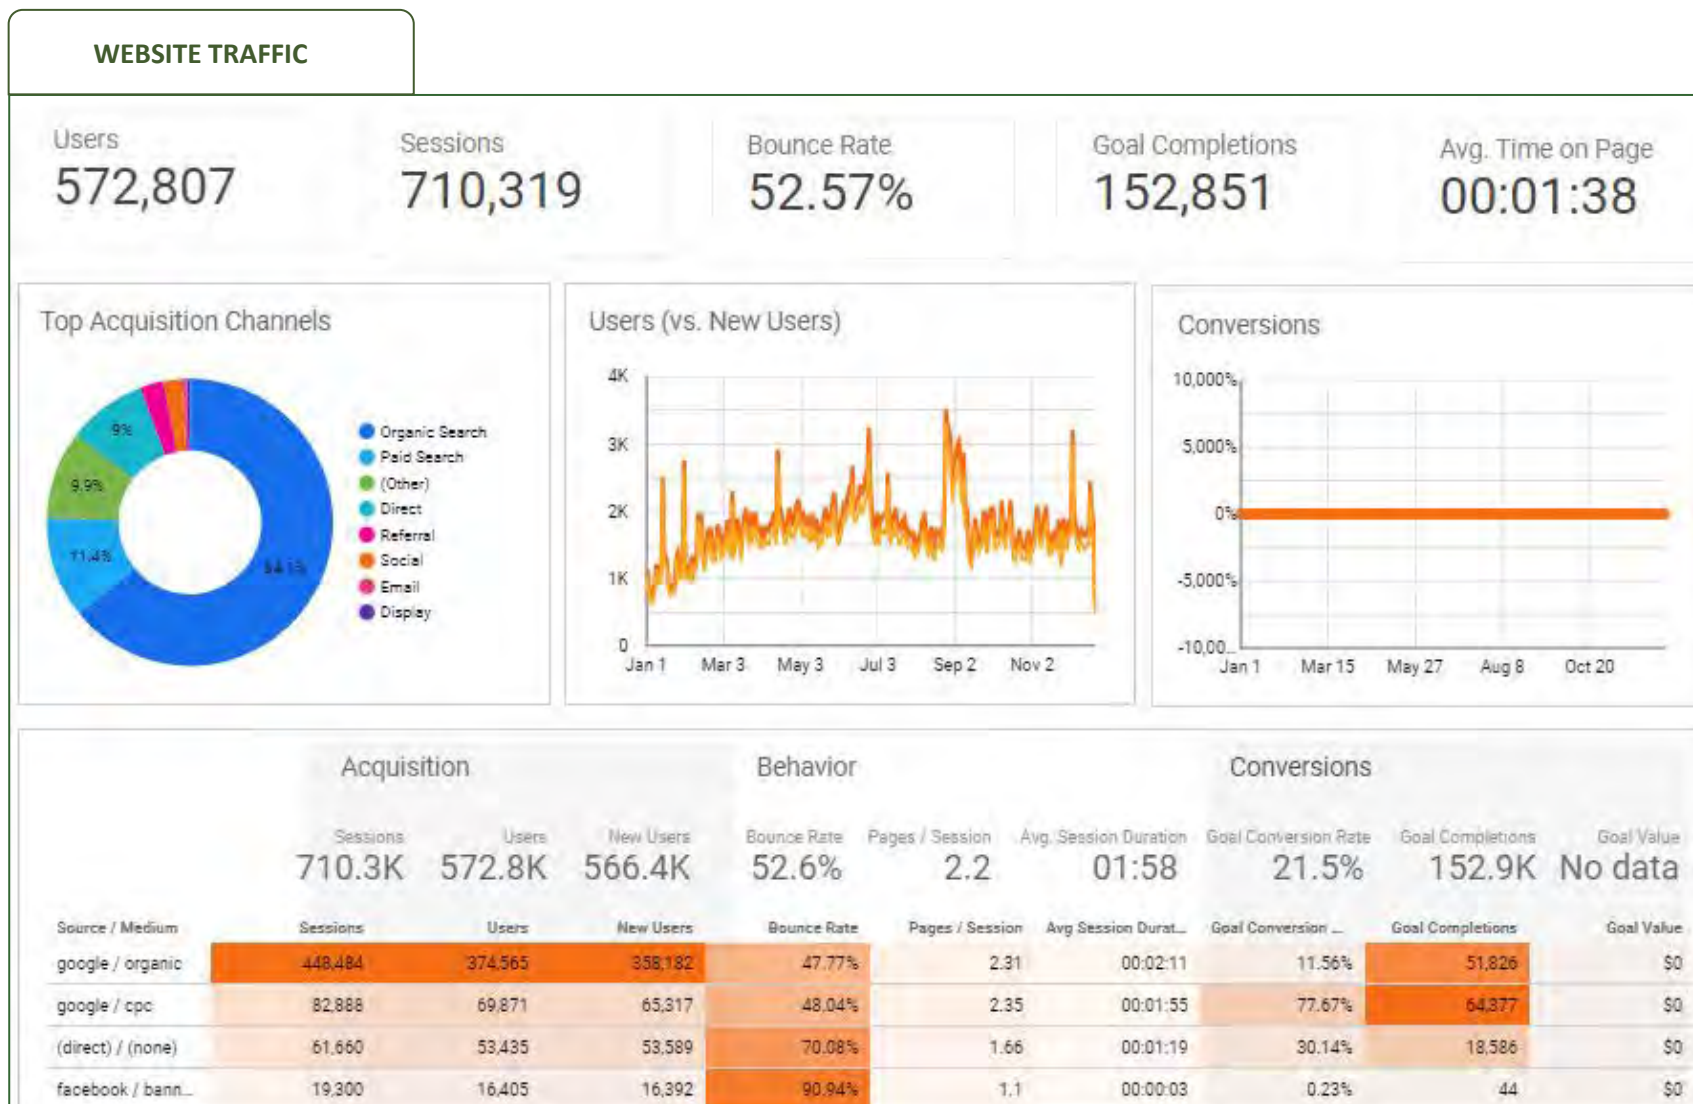 WEBSITE TRAFFIC
Users
572,807
Sessions
710,319
Bounce Rate
52.57%
Goal Completions
152,851
Avg. Time on Page
00:01:38
Top Acquisition Channels
9%
9.9%
11.4%
Organic Search
Paid Search
(Other)
Direct
Referral
Social
Email
Display
Users (vs. New Users)
4K
3K
2K
1K
0
Jan 1 Mar 3 May 3 Jul 3 Sep 2 Nov 2
Conversions
10,000%
5,000%
0%
-5,000%
-10,00...
Jan 1 Mar 15 May 27 Aug 8 Oct 20
Acquisition Behavior Conversions
Sessions Users New Users Bounce Rate Pages / Session Avg. Session Duration Goal Conversion Rate Goal Completions Goal Value
710.3K 572.8K 566.4K 52.6% 2.2 01:58 21.5% 152.9K No data
Source / Medium Sessions Users New Users Bounce Rate Pages / Session Avg Session Durat... Goal Conversion ... Goal Completions Goal Value
google / organic 448,484 374,565 358,182 47.77% 2.31 00:02:11 11.56% 51,826 $0
google / cpc 82,888 69,871 65,317 48.04% 2.35 00:01:55 77.67% 64,377 $0
(direct) / (none) 61,660 53,435 53,589 70.08% 1.66 00:01:19 30.14% 18,586 $0
facebook / bann... 19,300 16,405 16,392 90.94% 1.1 00:00:03 0.23% 44 $0